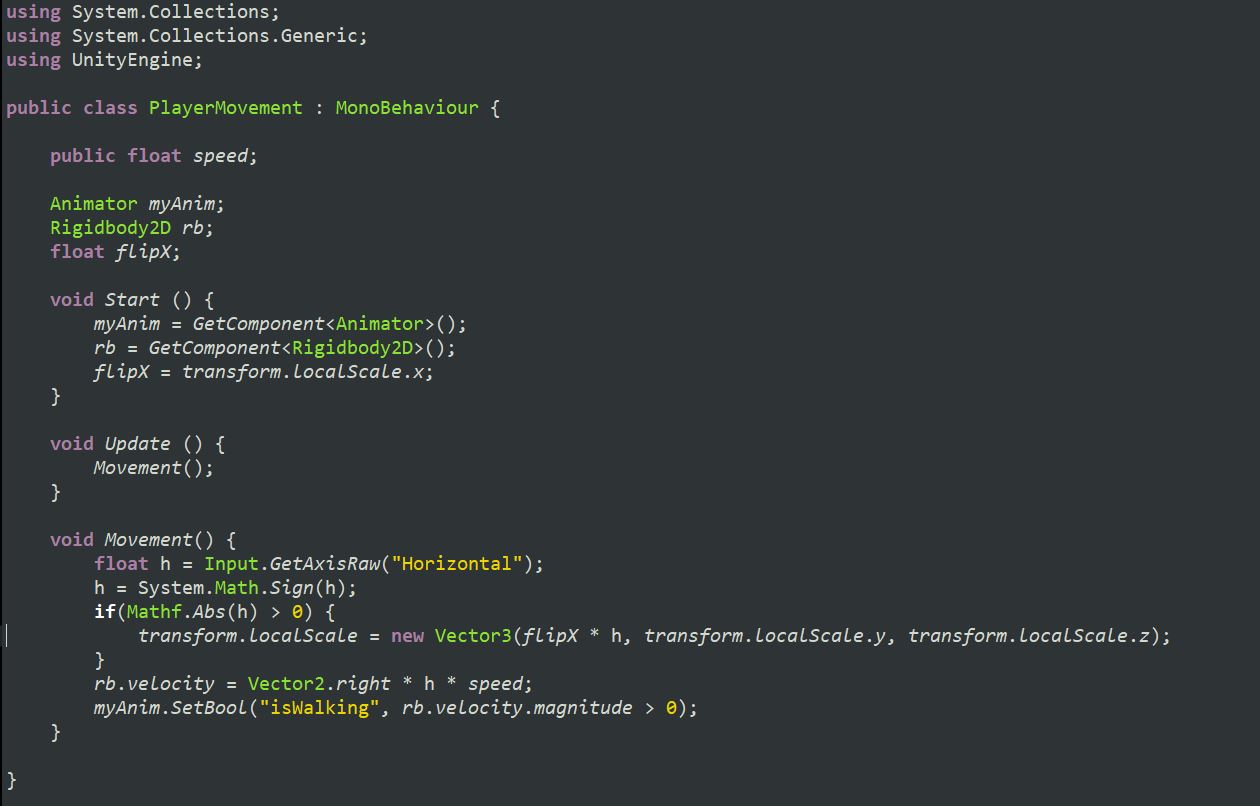 using System.Collections;
using System.Collections.Generic;
using UnityEngine;

public class PlayerMovement : MonoBehaviour {

    public float speed;

    Animator myAnim;
    Rigidbody2D rb;
    float flipX;

    void Start () {
        myAnim = GetComponent<Animator>();
        rb = GetComponent<Rigidbody2D>();
        flipX = transform.localScale.x;
    }

    void Update () {
        Movement();
    }

    void Movement() {
        float h = Input.GetAxisRaw("Horizontal");
        h = System.Math.Sign(h);
        if(Mathf.Abs(h) > 0) {
            transform.localScale = new Vector3(flipX * h, transform.localScale.y, transform.localScale.z);
        }
        rb.velocity = Vector2.right * h * speed;
        myAnim.SetBool("isWalking", rb.velocity.magnitude > 0);
    }

}